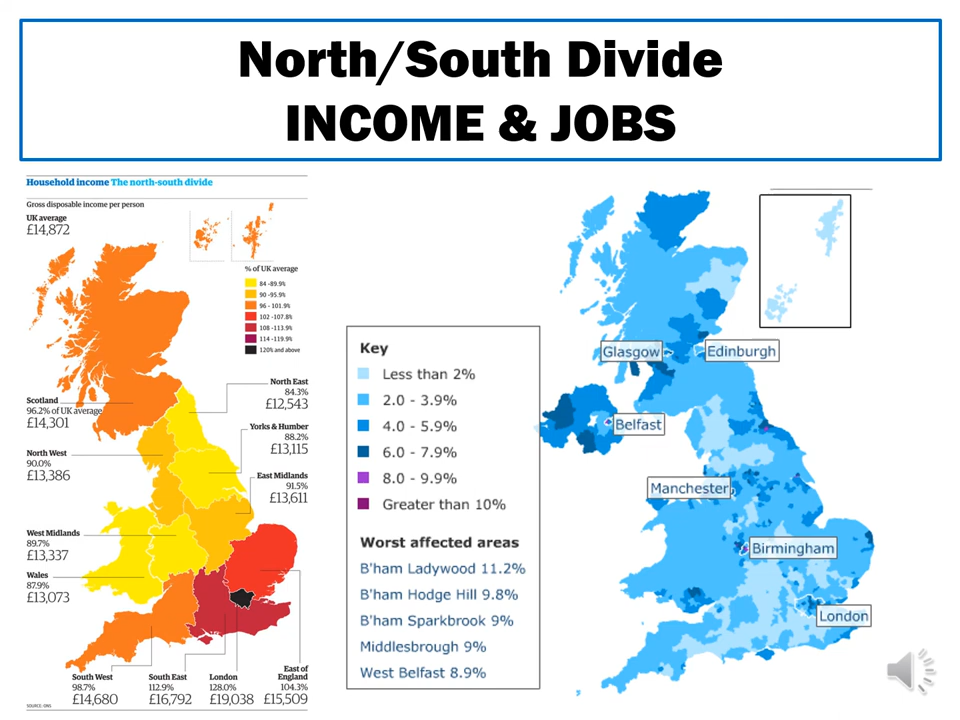 North/South Divide
INCOME & JOBS
Household income The north-south divide
Gross disposable income per person
UK average
£14,872
% of UK average
84 -89.9%
90 -95.9%
96 - 101.9%
102 -107.8%
108 -113.9%
114 -119.9%
120% and above
North East
84.3%
£12,543
Scotland
96.2% of UK average
£14,301
Yorks & Humber
88.2%
£13,115
North West
90.0%
£13,386
East Midlands
91.5%
£13,611
West Midlands
89.7%
£13,337
Wales
87.9%
£13,073
South West
98.7%
£14,680
South East
112.9%
£16,792
London
128.0%
£19,038
East of
England
104.3%
£15,509
SOURCE: ONS
Key
Less than 2%
2.0 - 3.9%
4.0 - 5.9%
6.0 - 7.9%
8.0 - 9.9%
Greater than 10%
Worst affected areas
B'ham Ladywood 11.2%
B'ham Hodge Hill 9.8%
B'ham Sparkbrook 9%
Middlesbrough 9%
West Belfast 8.9%
Glasgow
Edinburgh
Belfast
Manchester
Birmingham
London